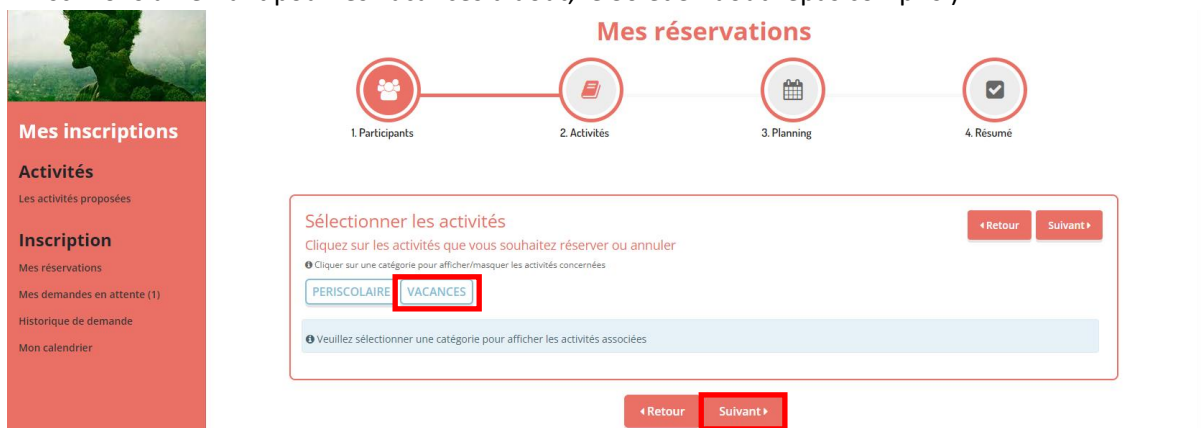 Mes réservations
1. Participants
2. Activités
3. Planning
4. Résumé
Mes inscriptions
Activités
Les activités proposées
Inscription
Mes réservations
Mes demandes en attente (1)
Historique de demande
Mon calendrier
Sélectionner les activités
Retour
Suivant
Cliquez sur les activités que vous souhaitez réserver ou annuler
Cliquer sur une catégorie pour afficher/masquer les activités concernées
PERISCOLAIRE
VACANCES
Veuillez sélectionner une catégorie pour afficher les activités associées
Retour
Suivant